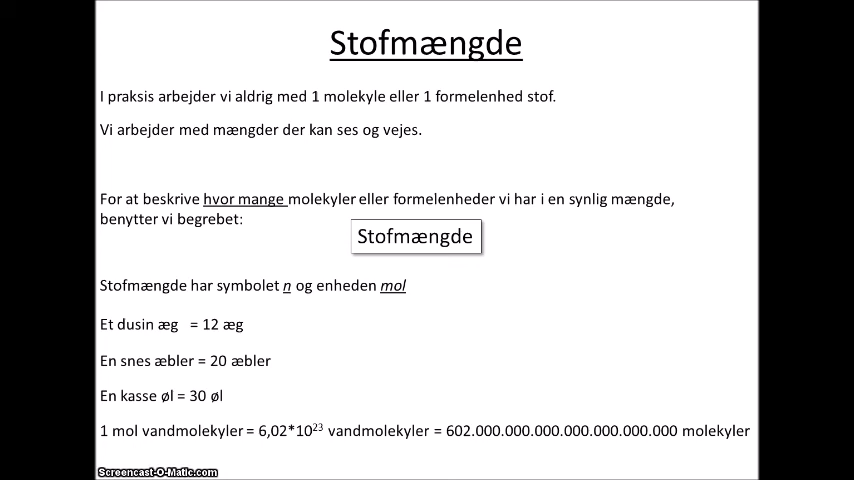 Stofmængde
I praksis arbejder vi aldrig med 1 molekyle eller 1 formelenhed stof.
Vi arbejder med mængder der kan ses og vejes.
For at beskrive hvor mange molekyler eller formelenheder vi har i en synlig mængde,
benytter vi begrebet:
Stofmængde
Stofmængde har symbolet n og enheden mol
Et dusin æg = 12 æg
En snes æbler = 20 æbler
En kasse øl = 30 øl
1 mol vandmolekyler = 6,02*10²³ vandmolekyler = 602.000.000.000.000.000.000.000 molekyler
Screencast-O-Matic.com